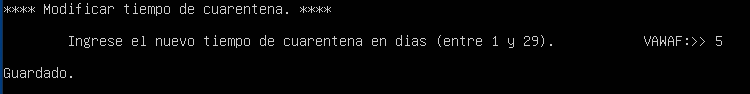 **** Modificar tiempo de cuarentena. ****
Ingrese el nuevo tiempo de cuarentena en dias (entre 1 y 29). VAWAF:>> 5
Guardado.